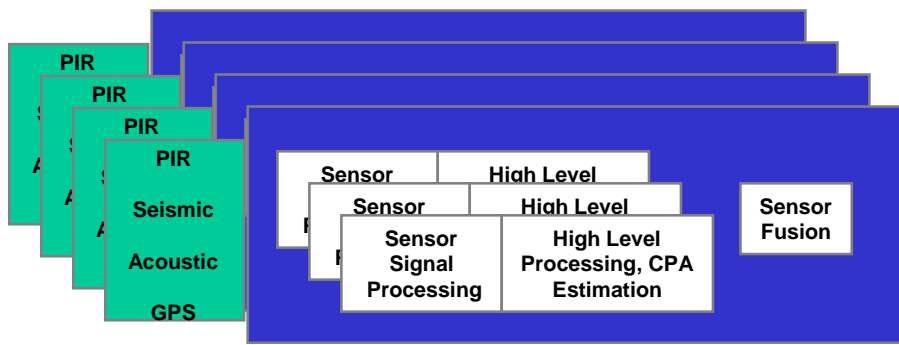 PIR
PIR
PIR
PIR
Seismic
Acoustic
GPS
Sensor
High Level
Sensor
High Level
Sensor
Signal
Processing
High Level
Processing, CPA
Estimation
Sensor
Fusion